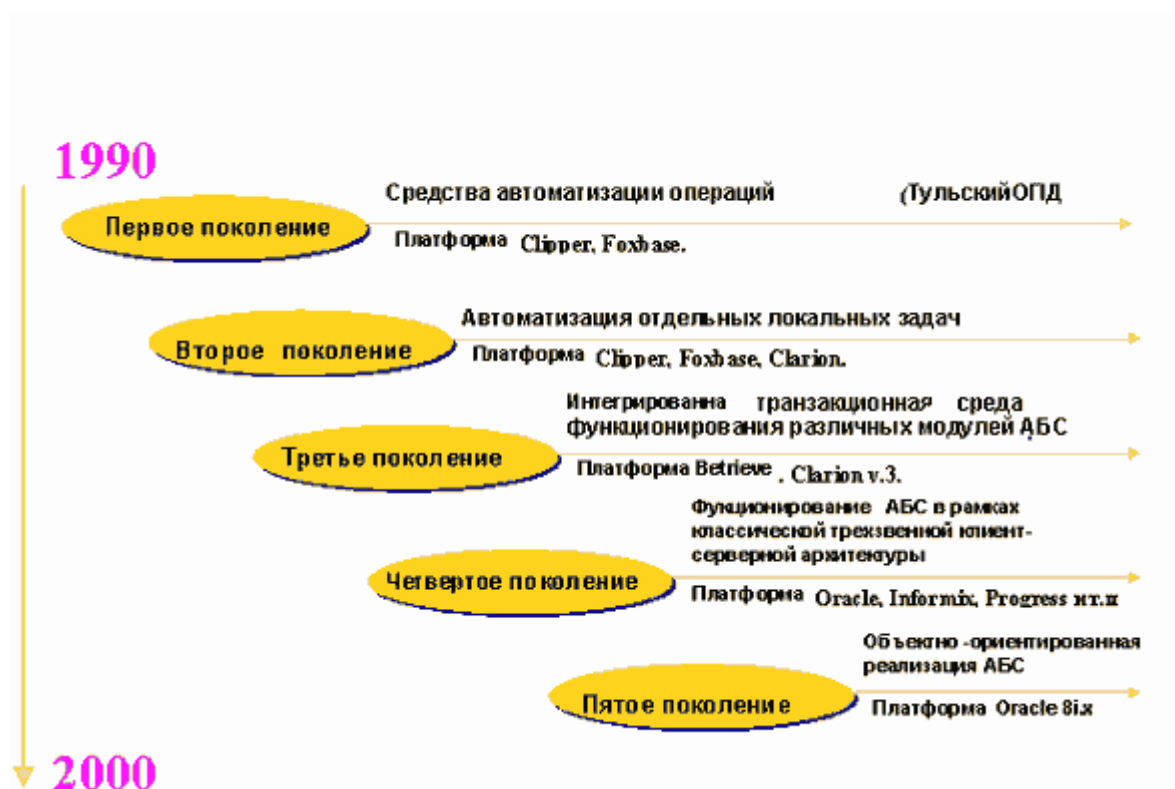 1990
Средства автоматизации операций (ТульскийОПД
Первое поколение
Платформа Clipper, Foxbase.
Автоматизация отдельных локальных задач
Второе поколение
Платформа Clipper, Foxbase, Clarion.
Интегрированна транзакционная среда
функционирования различных модулей АБС
Третье поколение
Платформа Betrieve , Clarion v.3.
Фукционирование АБС в рамках
классической трехзвенной клиент-
серверной архитектуры
Четвертое поколение
Платформа Oracle, Informix, Progress ит.п
Объектно -ориентированная
реализация АБС
Пятое поколение
Платформа Oracle 8i.x
2000